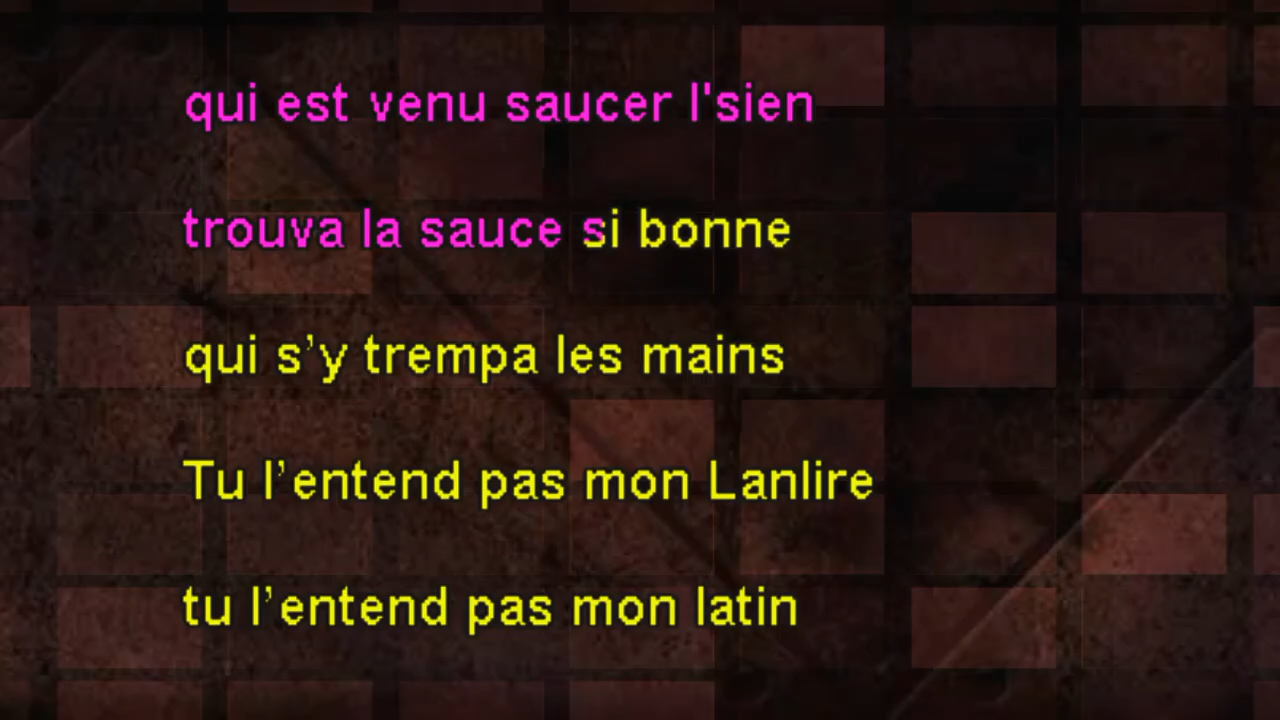 qui est venu saucer l'sien
trouva la sauce si bonne
qui s’y trempa les mains
Tu l’entend pas mon Lanlire
tu l’entend pas mon latin